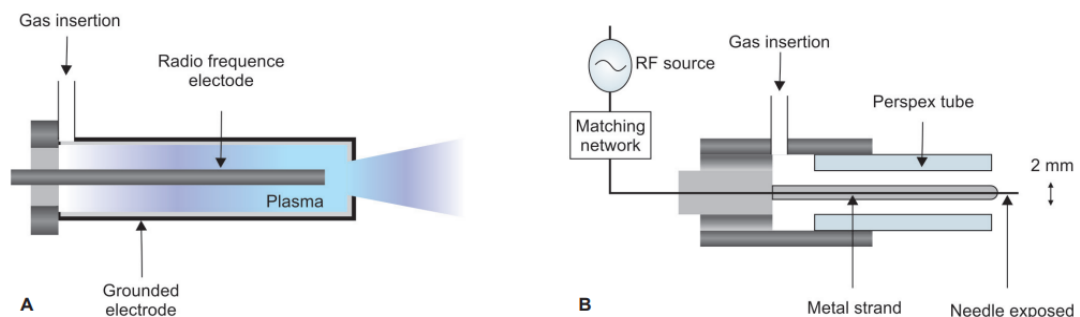 Gas insertion
Radio frequence
electode
Plasma
Grounded
electrode
A
RF source
Matching
network
Gas insertion
Perspex tube
2 mm
Metal strand
Needle exposed
B